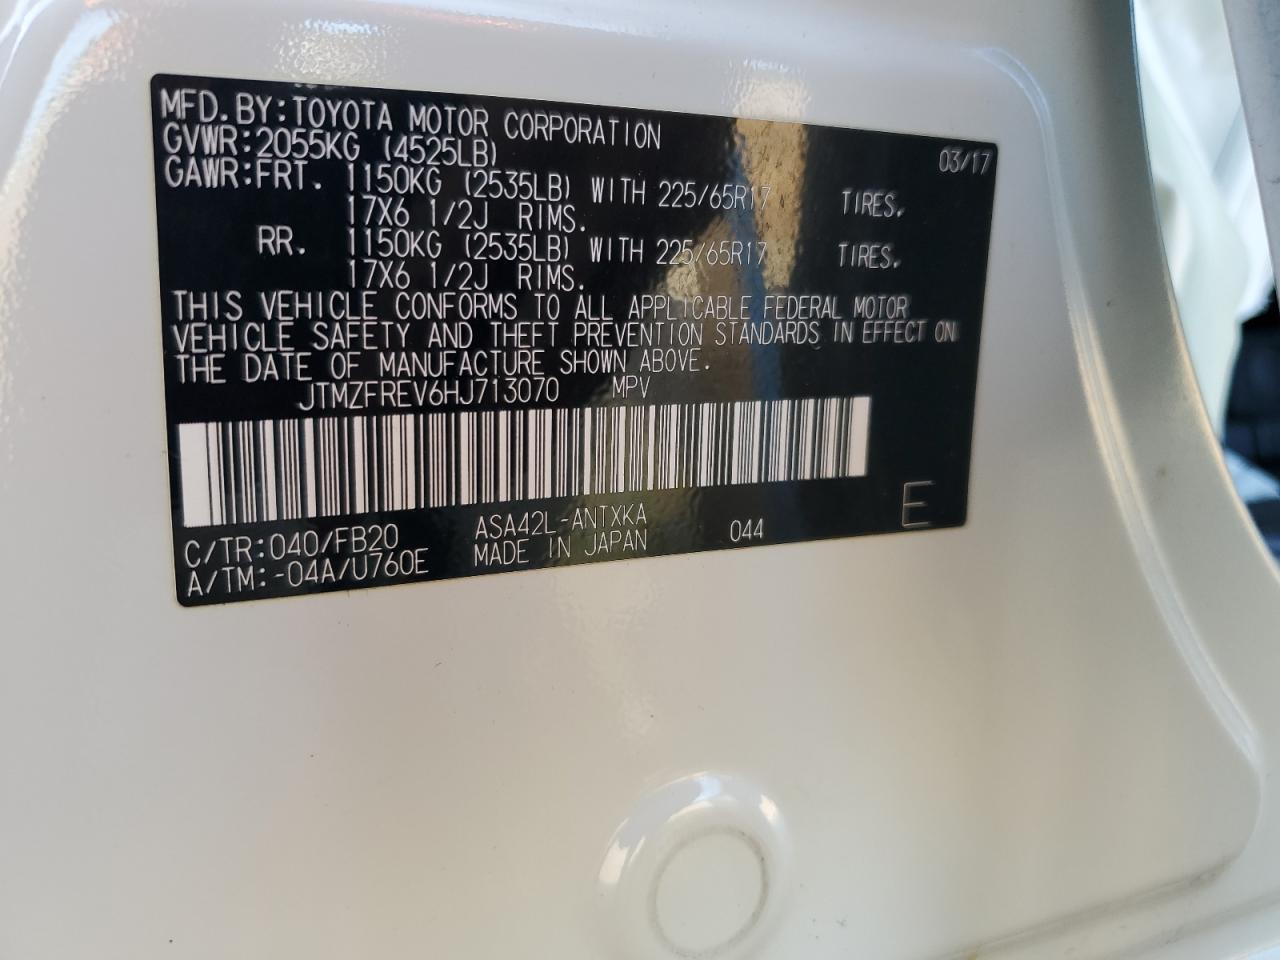 MFD.BY:TOYOTA MOTOR CORPORATION 03/17
GVWR:2055KG (4525LB)
GAWR:FRT. 1150KG (2535LB) WITH 225/65R17 TIRES.
17X6 1/2J RIMS.
RR. 1150KG (2535LB) WITH 225/65R17 TIRES.
17X6 1/2J RIMS.
THIS VEHICLE CONFORMS TO ALL APPLICABLE FEDERAL MOTOR
VEHICLE SAFETY AND THEFT PREVENTION STANDARDS IN EFFECT ON
THE DATE OF MANUFACTURE SHOWN ABOVE.
JTMZFREV6HJ713070 MPV
C/TR:040/FB20 ASA42L-ANTXKA 044 E
A/TM:-04A/U760E MADE IN JAPAN